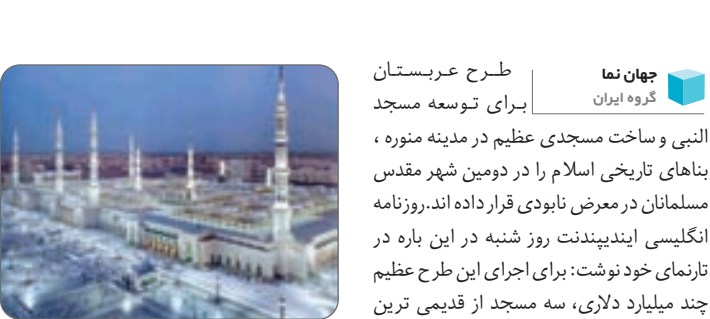 جهان نما
گروه ایران
طرح عربستان
برای توسعه مسجد
النبی و ساخت مسجدی عظیم در مدینه منوره ،
بناهای تاریخی اسلام را در دومین شهر مقدس
مسلمانان در معرض نابودی قرار داده اند.روزنامه
انگلیسی ایندیپندنت روز شنبه در این باره در
تارنمای خود نوشت: برای اجرای این طرح عظیم
چند میلیارد دلاری، سه مسجد از قدیمی ترین